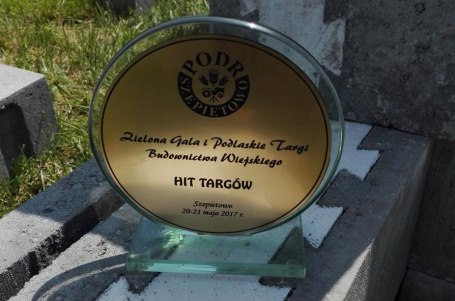 PODR
SZEPIETOWO
Zielona Gala i Podlaskie Targi
Budownictwa Wiejskiego
HIT TARGÓW
Szepietowo
20-21 maja 2017 r.